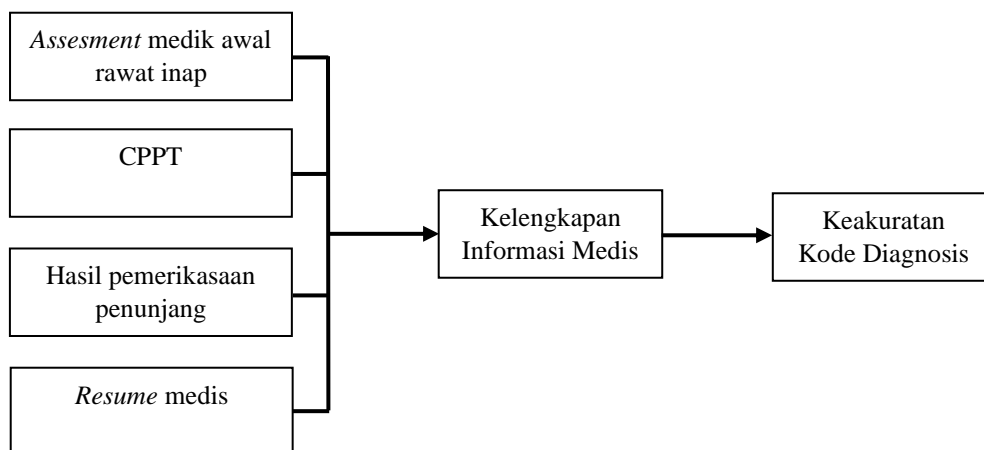 Assesment medik awal
rawat inap
CPPT
Hasil pemerikasaan
penunjang
Resume medis
Kelengkapan
Informasi Medis
Keakuratan
Kode Diagnosis